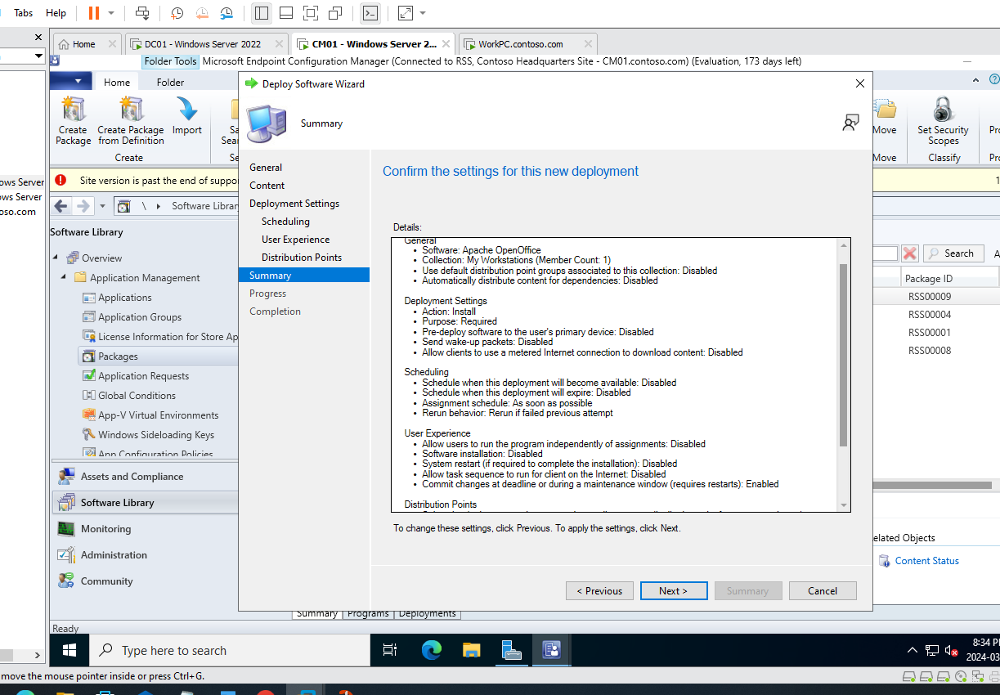 Tabs Help
Home
DC01 - Windows Server 2022
CM01 - Windows Server 2...
WorkPC.contoso.com
Folder Tools Microsoft Endpoint Configuration Manager (Connected to RSS, Contoso Headquarters Site - CM01.contoso.com) (Evaluation, 173 days left)
Home Folder
Create Package
Create Package from Definition
Import
Sa
Sear
Create
Se
Move
Set Security Scopes
Pro
Move
Classify
Pro
Site version is past the end of suppo
1
ows Server
ows Server
oso.com
\ Software Librar
Software Library
Overview
Application Management
Applications
Application Groups
License Information for Store Ap
Packages
Application Requests
Global Conditions
App-V Virtual Environments
Windows Sideloading Keys
App Configuration Policies
Assets and Compliance
Software Library
Monitoring
Administration
Community
Ready
Deploy Software Wizard
Summary
General
Content
Deployment Settings
Scheduling
User Experience
Distribution Points
Summary
Progress
Completion
Confirm the settings for this new deployment
Details:
General
• Software: Apache OpenOffice
• Collection: My Workstations (Member Count: 1)
• Use default distribution point groups associated to this collection: Disabled
• Automatically distribute content for dependencies: Disabled
Deployment Settings
• Action: Install
• Purpose: Required
• Pre-deploy software to the user's primary device: Disabled
• Send wake-up packets: Disabled
• Allow clients to use a metered Internet connection to download content: Disabled
Scheduling
• Schedule when this deployment will become available: Disabled
• Schedule when this deployment will expire: Disabled
• Assignment schedule: As soon as possible
• Rerun behavior: Rerun if failed previous attempt
User Experience
• Allow users to run the program independently of assignments: Disabled
• Software installation: Disabled
• System restart (if required to complete the installation): Disabled
• Allow task sequence to run for client on the Internet: Disabled
• Commit changes at deadline or during a maintenance window (requires restarts): Enabled
Distribution Points
To change these settings, click Previous. To apply the settings, click Next.
< Previous
Next >
Summary
Cancel
Search
A
Package ID
RSS00009
RSS00004
RSS00001
RSS00008
elated Objects
Content Status
Summary Programs Deployments
Type here to search
8:34 P
2024-03
move the mouse pointer inside or press Ctrl+G.